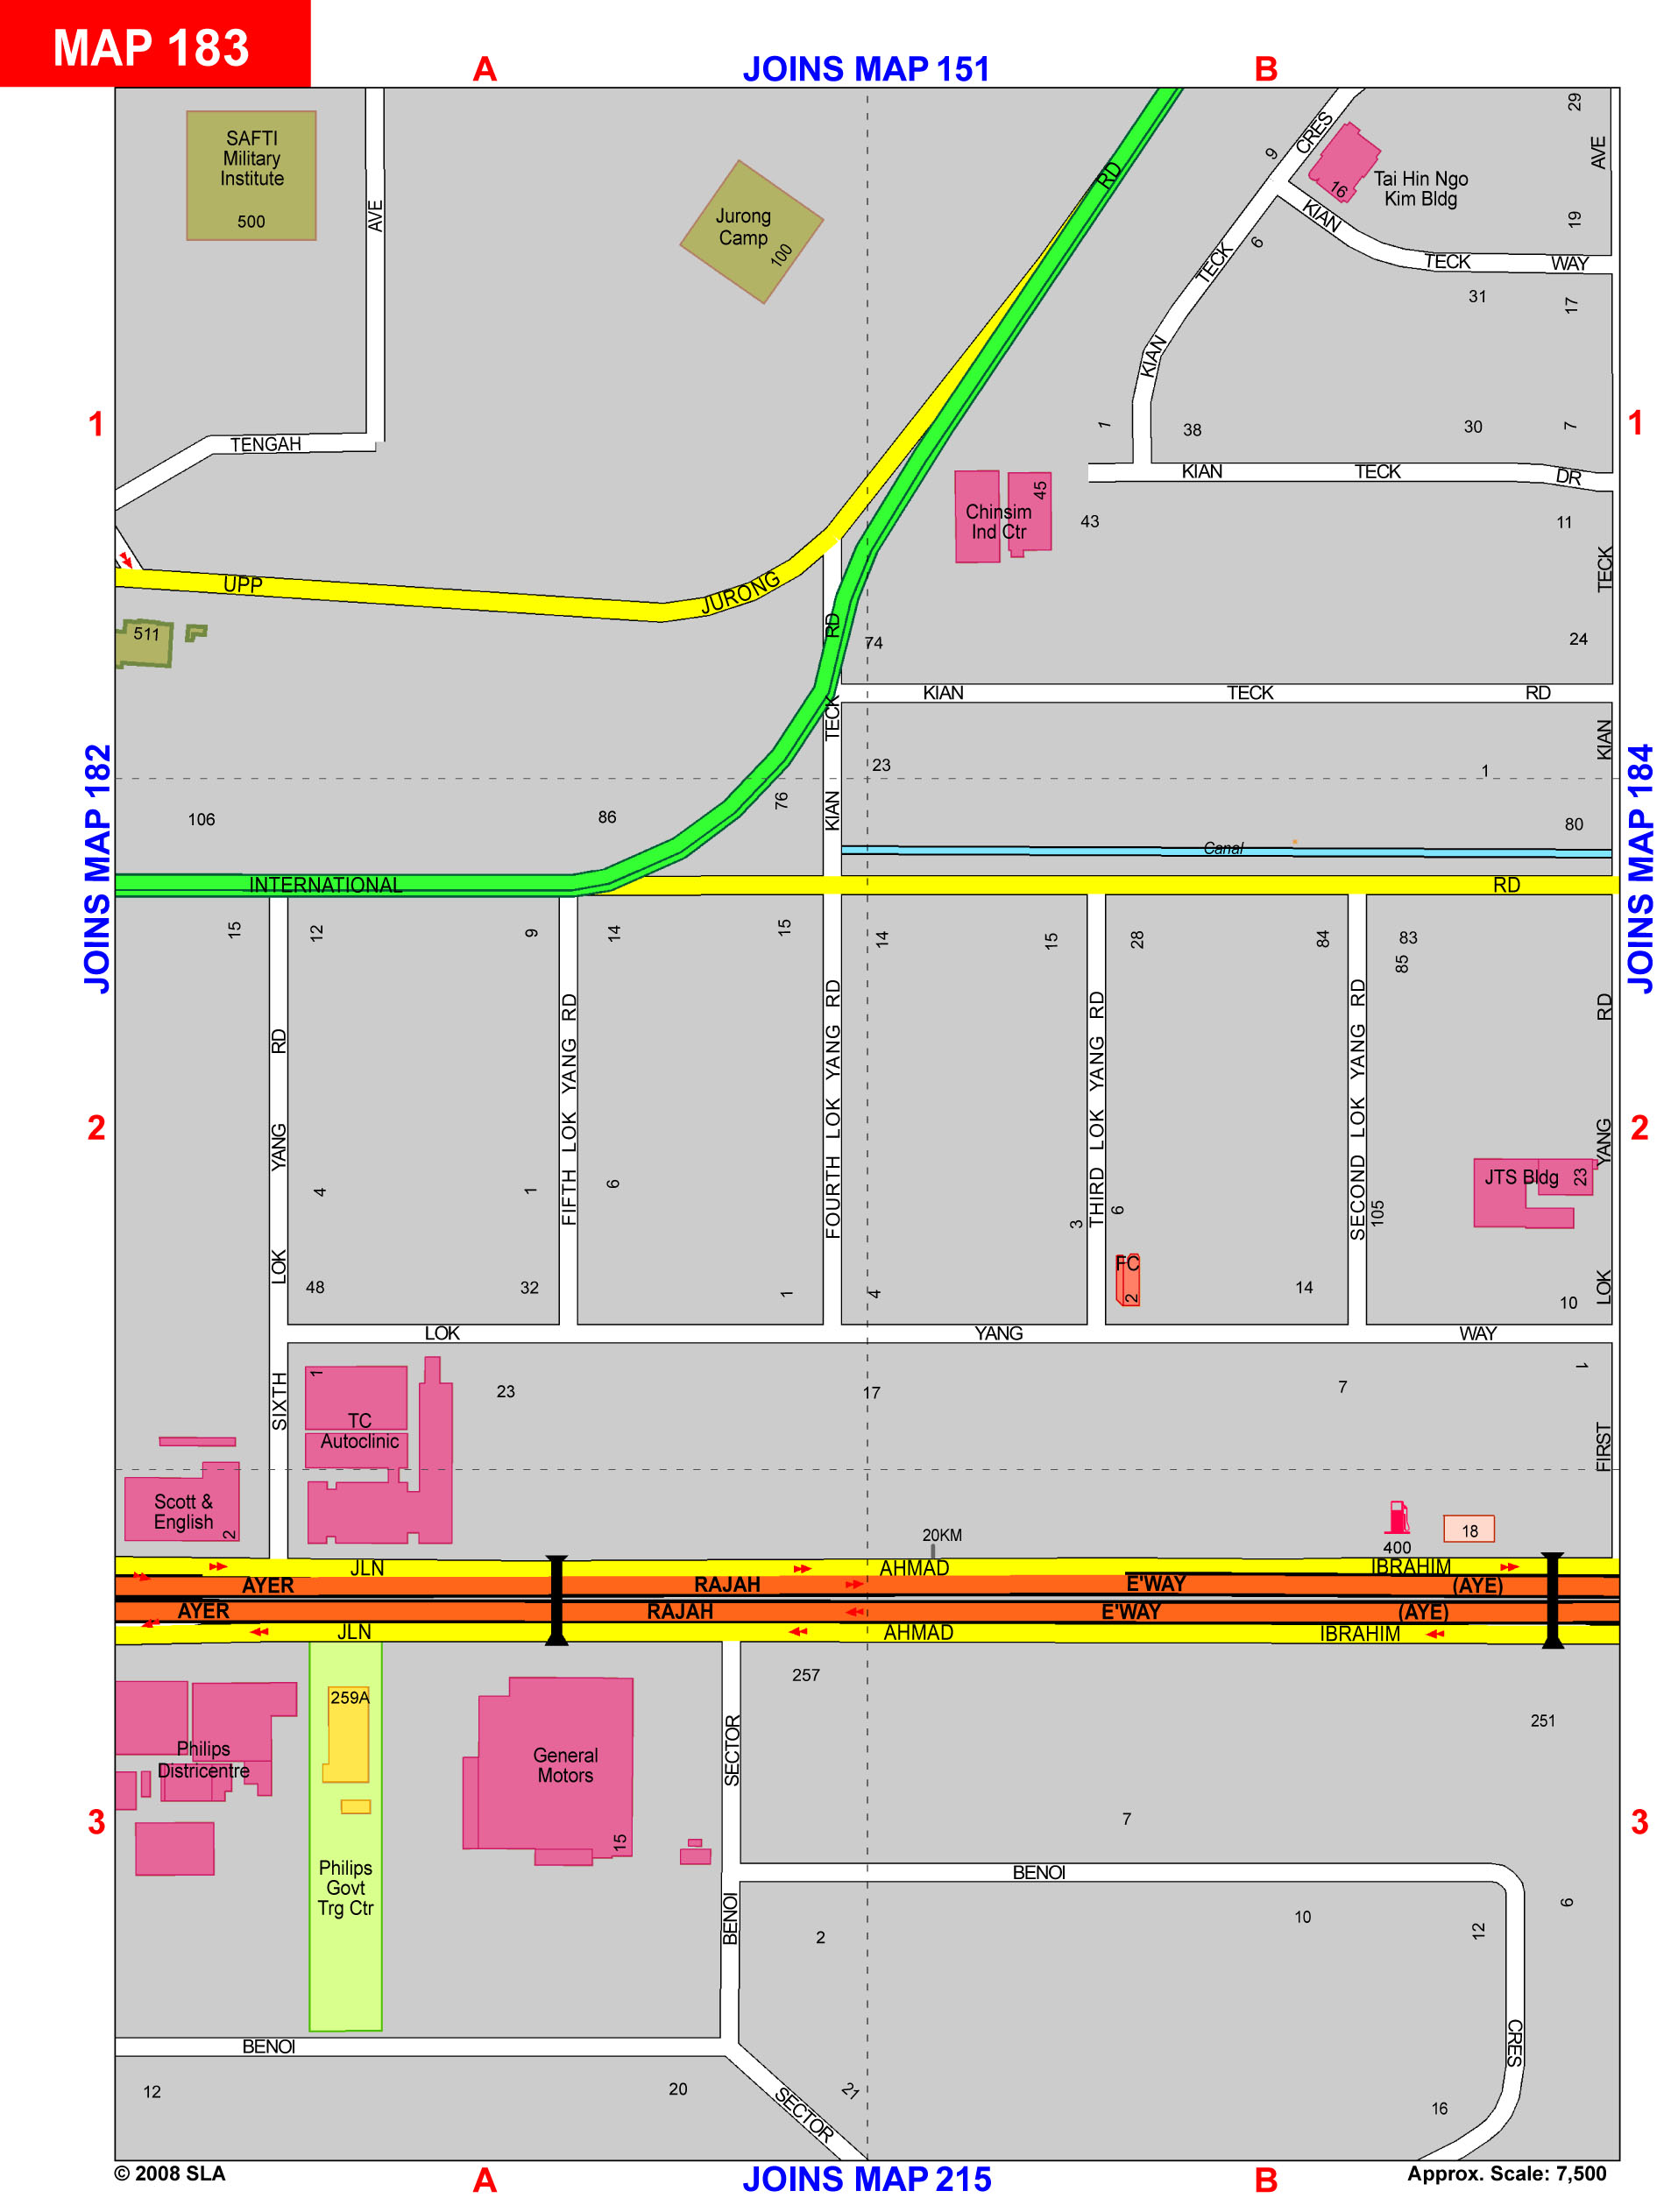 MAP 183
A
JOINS MAP 151
B
SAFTI
Military
Institute
500
AVE
Jurong
Camp
100
RD
CRES
9
16
Tai Hin Ngo
Kim Bldg
29
AVE
19
KIAN
TECK
WAY
6
TECK
KIAN
31
17
1
1
TENGAH
1
38
30
7
KIAN
TECK
DR
45
Chinsim
Ind Ctr
43
11
UPP
JURONG
TECK
511
RD
74
24
KIAN
TECK
RD
TECK
KIAN
JOINS MAP 182
JOINS MAP 184
23
1
106
86
76
KIAN
80
Canal
INTERNATIONAL
RD
15
12
9
14
15
14
15
28
84
83
85
SIXTH LOK YANG RD
FIFTH LOK YANG RD
FOURTH LOK YANG RD
THIRD LOK YANG RD
SECOND LOK YANG RD
FIRST LOK YANG RD
2
2
4
1
6
3
6
105
JTS Bldg
23
FC
2
48
32
1
4
14
10
LOK
YANG
WAY
1
TC
Autoclinic
23
17
7
1
Scott &
English
2
20KM
400
18
JLN
AHMAD
IBRAHIM
AYER
RAJAH
E'WAY
(AYE)
AYER
RAJAH
E'WAY
(AYE)
JLN
AHMAD
IBRAHIM
259A
257
251
Philips
Districentre
General
Motors
15
SECTOR
3
3
7
Philips
Govt
Trg Ctr
BENOI
BENOI
2
10
12
6
BENOI
CRES
12
20
21
SECTOR
16
© 2008 SLA
A
JOINS MAP 215
B
Approx. Scale: 7,500